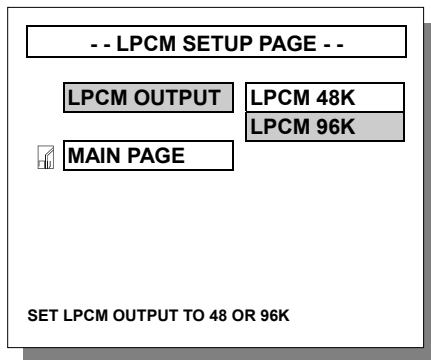 - - LPCM SETUP PAGE - -
LPCM OUTPUT
LPCM 48K
LPCM 96K
MAIN PAGE
SET LPCM OUTPUT TO 48 OR 96K